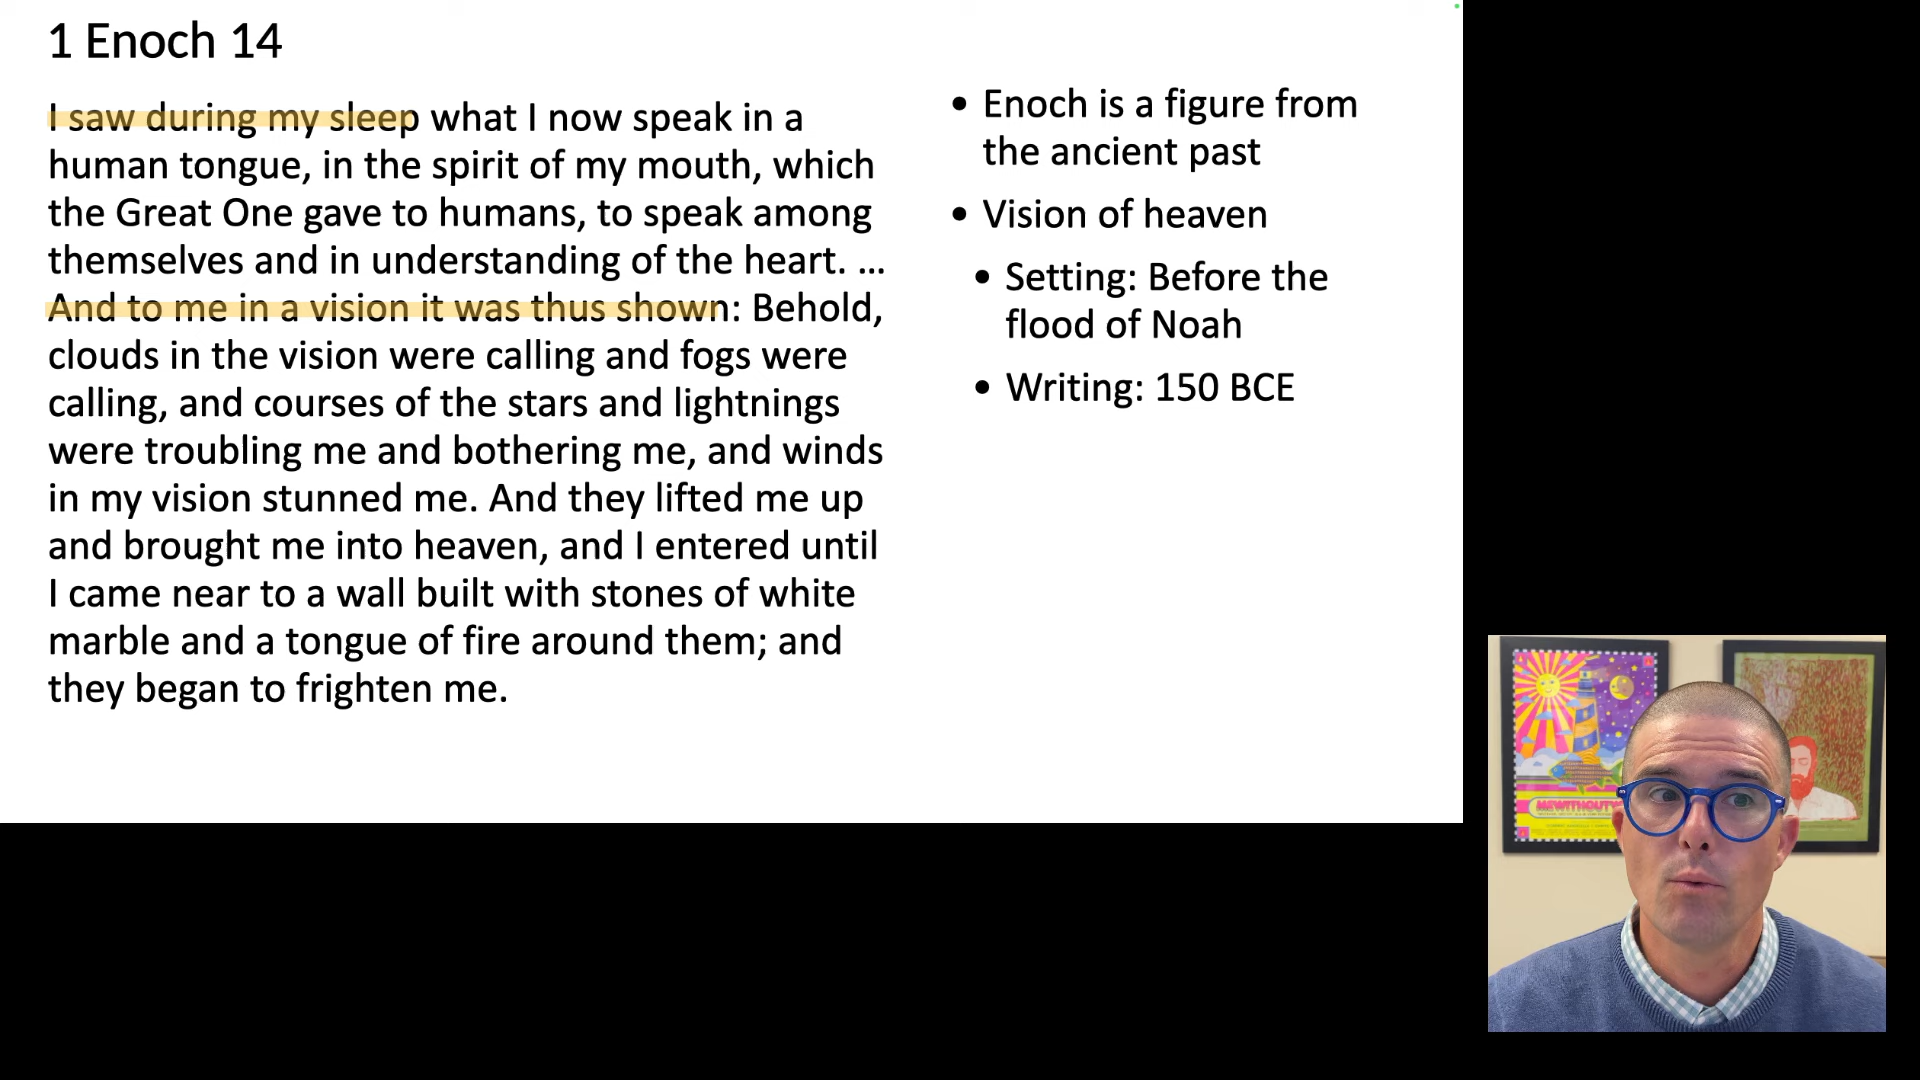 1 Enoch 14
I saw during my sleep what I now speak in a
human tongue, in the spirit of my mouth, which
the Great One gave to humans, to speak among
themselves and in understanding of the heart. ...
And to me in a vision it was thus shown: Behold,
clouds in the vision were calling and fogs were
calling, and courses of the stars and lightnings
were troubling me and bothering me, and winds
in my vision stunned me. And they lifted me up
and brought me into heaven, and I entered until
I came near to a wall built with stones of white
marble and a tongue of fire around them; and
they began to frighten me.
• Enoch is a figure from
the ancient past
• Vision of heaven
• Setting: Before the
flood of Noah
• Writing: 150 BCE